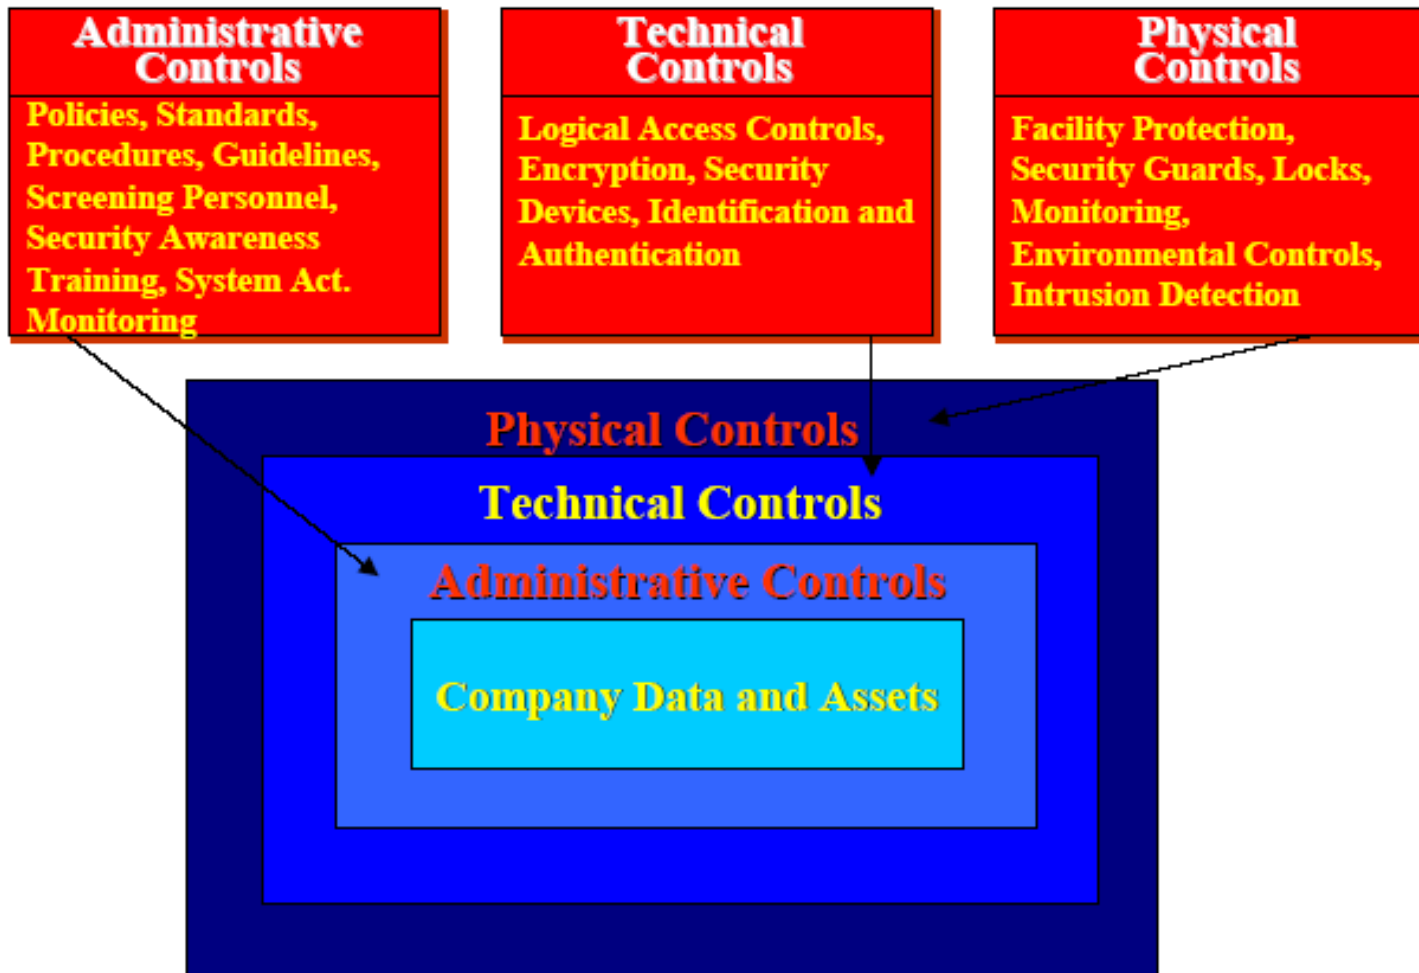 Administrative
Controls
Policies, Standards,
Procedures, Guidelines,
Screening Personnel,
Security Awareness
Training, System Act.
Monitoring
Technical
Controls
Logical Access Controls,
Encryption, Security
Devices, Identification and
Authentication
Physical
Controls
Facility Protection,
Security Guards, Locks,
Monitoring,
Environmental Controls,
Intrusion Detection
Physical Controls
Technical Controls
Administrative Controls
Company Data and Assets